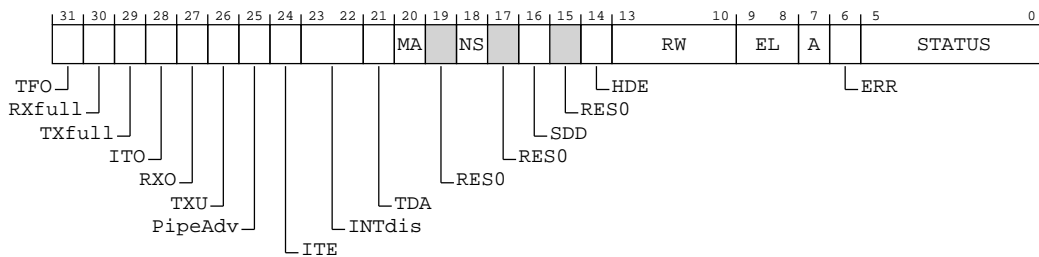 31 30 29 28 27 26 25 24 23 22 21 20 19 18 17 16 15 14 13 10 9 8 7 6 5 0
MA NS RW EL A STATUS
TFO HDE ERR
RXfull RES0
TXfull SDD
ITO RES0
RXO RES0
TXU TDA
PipeAdv INTdis
ITE